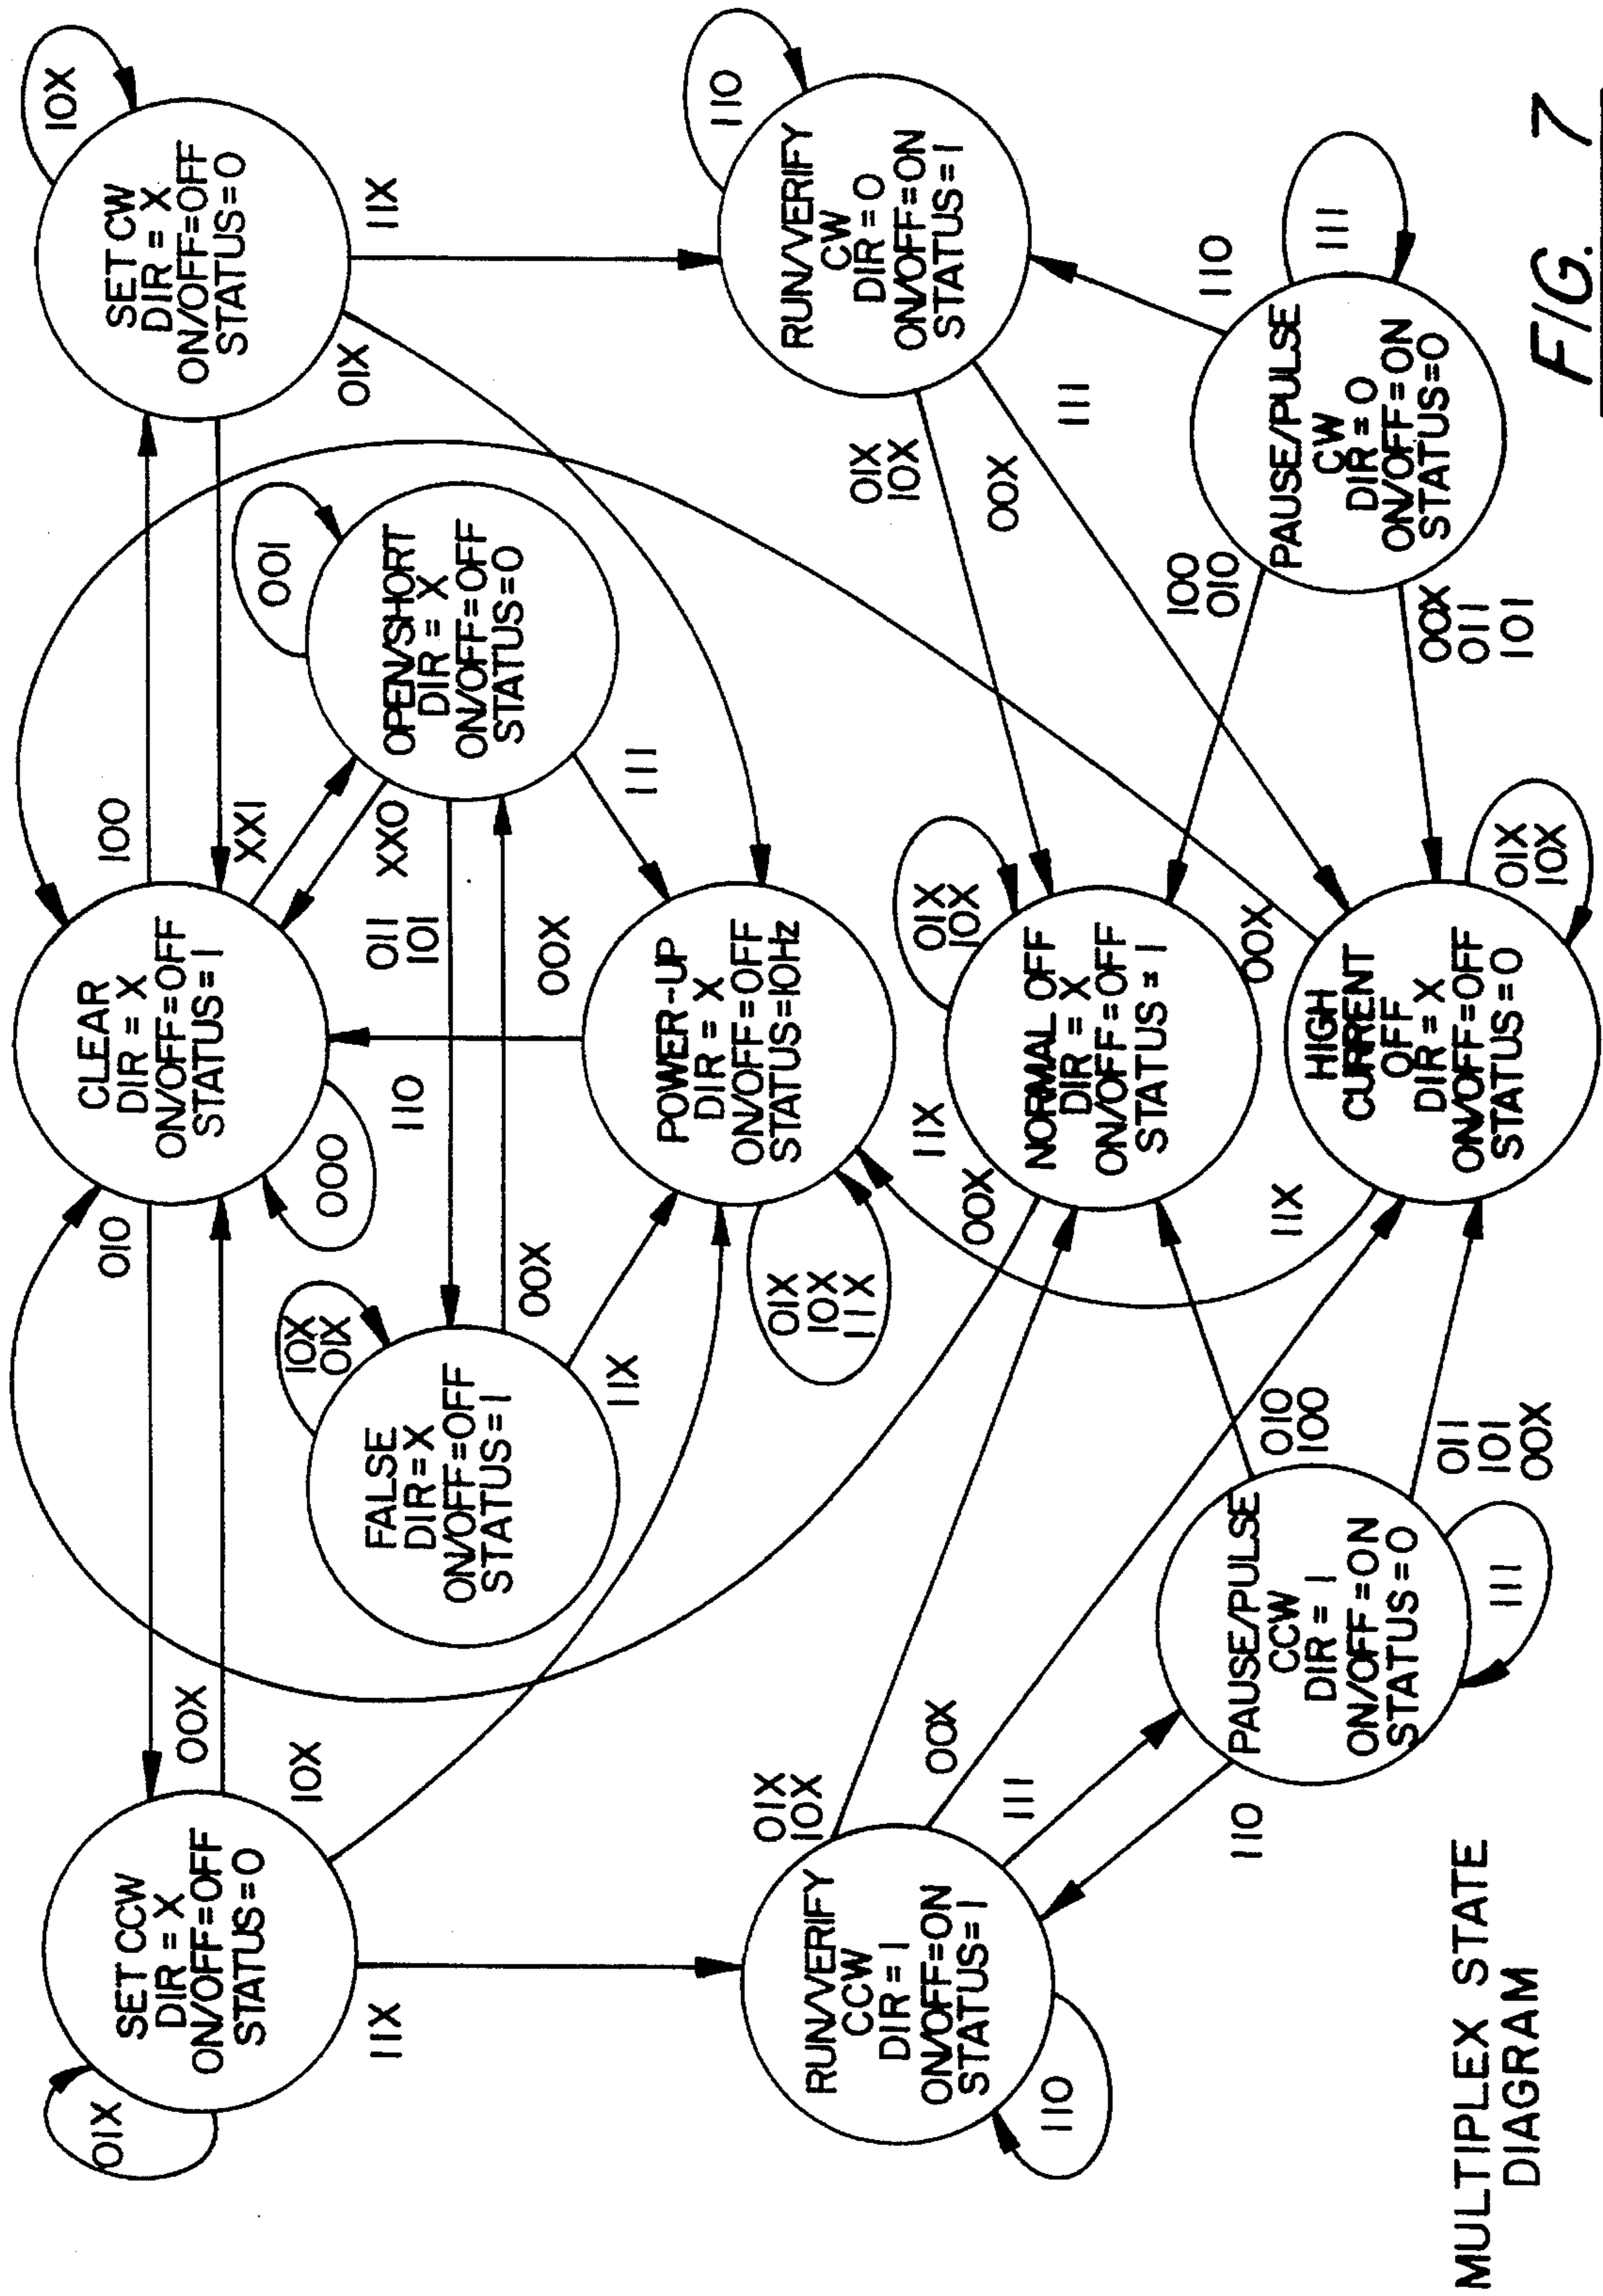 01X
SET CCW
DIR = X
ON/OFF=OFF
STATUS=0
00X
10X
11X
010
CLEAR
DIR = X
ON/OFF=OFF
STATUS=1
100
000
XX1
XX0
SET CW
DIR = X
ON/OFF=OFF
STATUS=0
10X
01X
11X
10X
01X
FALSE
DIR=X
ON/OFF=OFF
STATUS=1
00X
11X
110
011
101
00X
001
OPEN/SHORT
DIR = X
ON/OFF=OFF
STATUS=0
111
POWER-UP
DIR = X
ON/OFF=OFF
STATUS=10Hz
01X
10X
11X
11X
RUN/VERIFY
CCW
DIR = 1
ON/OFF=ON
STATUS=1
110
01X
10X
00X
111
110
00X
01X
10X
NORMAL OFF
DIR = X
ON/OFF=OFF
STATUS = 1
01X
10X
00X
RUN/VERIFY
CW
DIR=0
ON/OFF=ON
STATUS=1
110
111
110
PAUSE/PULSE
CCW
DIR = 1
ON/OFF=ON
STATUS=0
010
100
011
101
00X
111
11X
HIGH
CURRENT
OFF
DIR = X
ON/OFF=OFF
STATUS=0
00X
01X
10X
100
010
00X
011
101
PAUSE/PULSE
CW
DIR=0
ON/OFF=ON
STATUS=0
111
MULTIPLEX STATE
DIAGRAM
FIG. 7